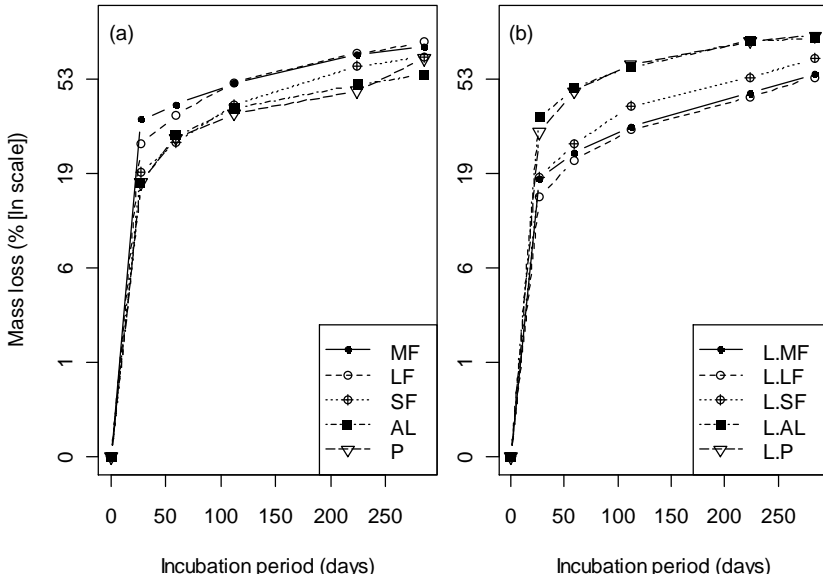 (a)
(b)
Mass loss (% [ln scale])
53
19
6
1
0
53
19
6
1
0
MF
LF
SF
AL
P
L.MF
L.LF
L.SF
L.AL
L.P
0 50 100 150 200 250
0 50 100 150 200 250
Incubation period (days)
Incubation period (days)